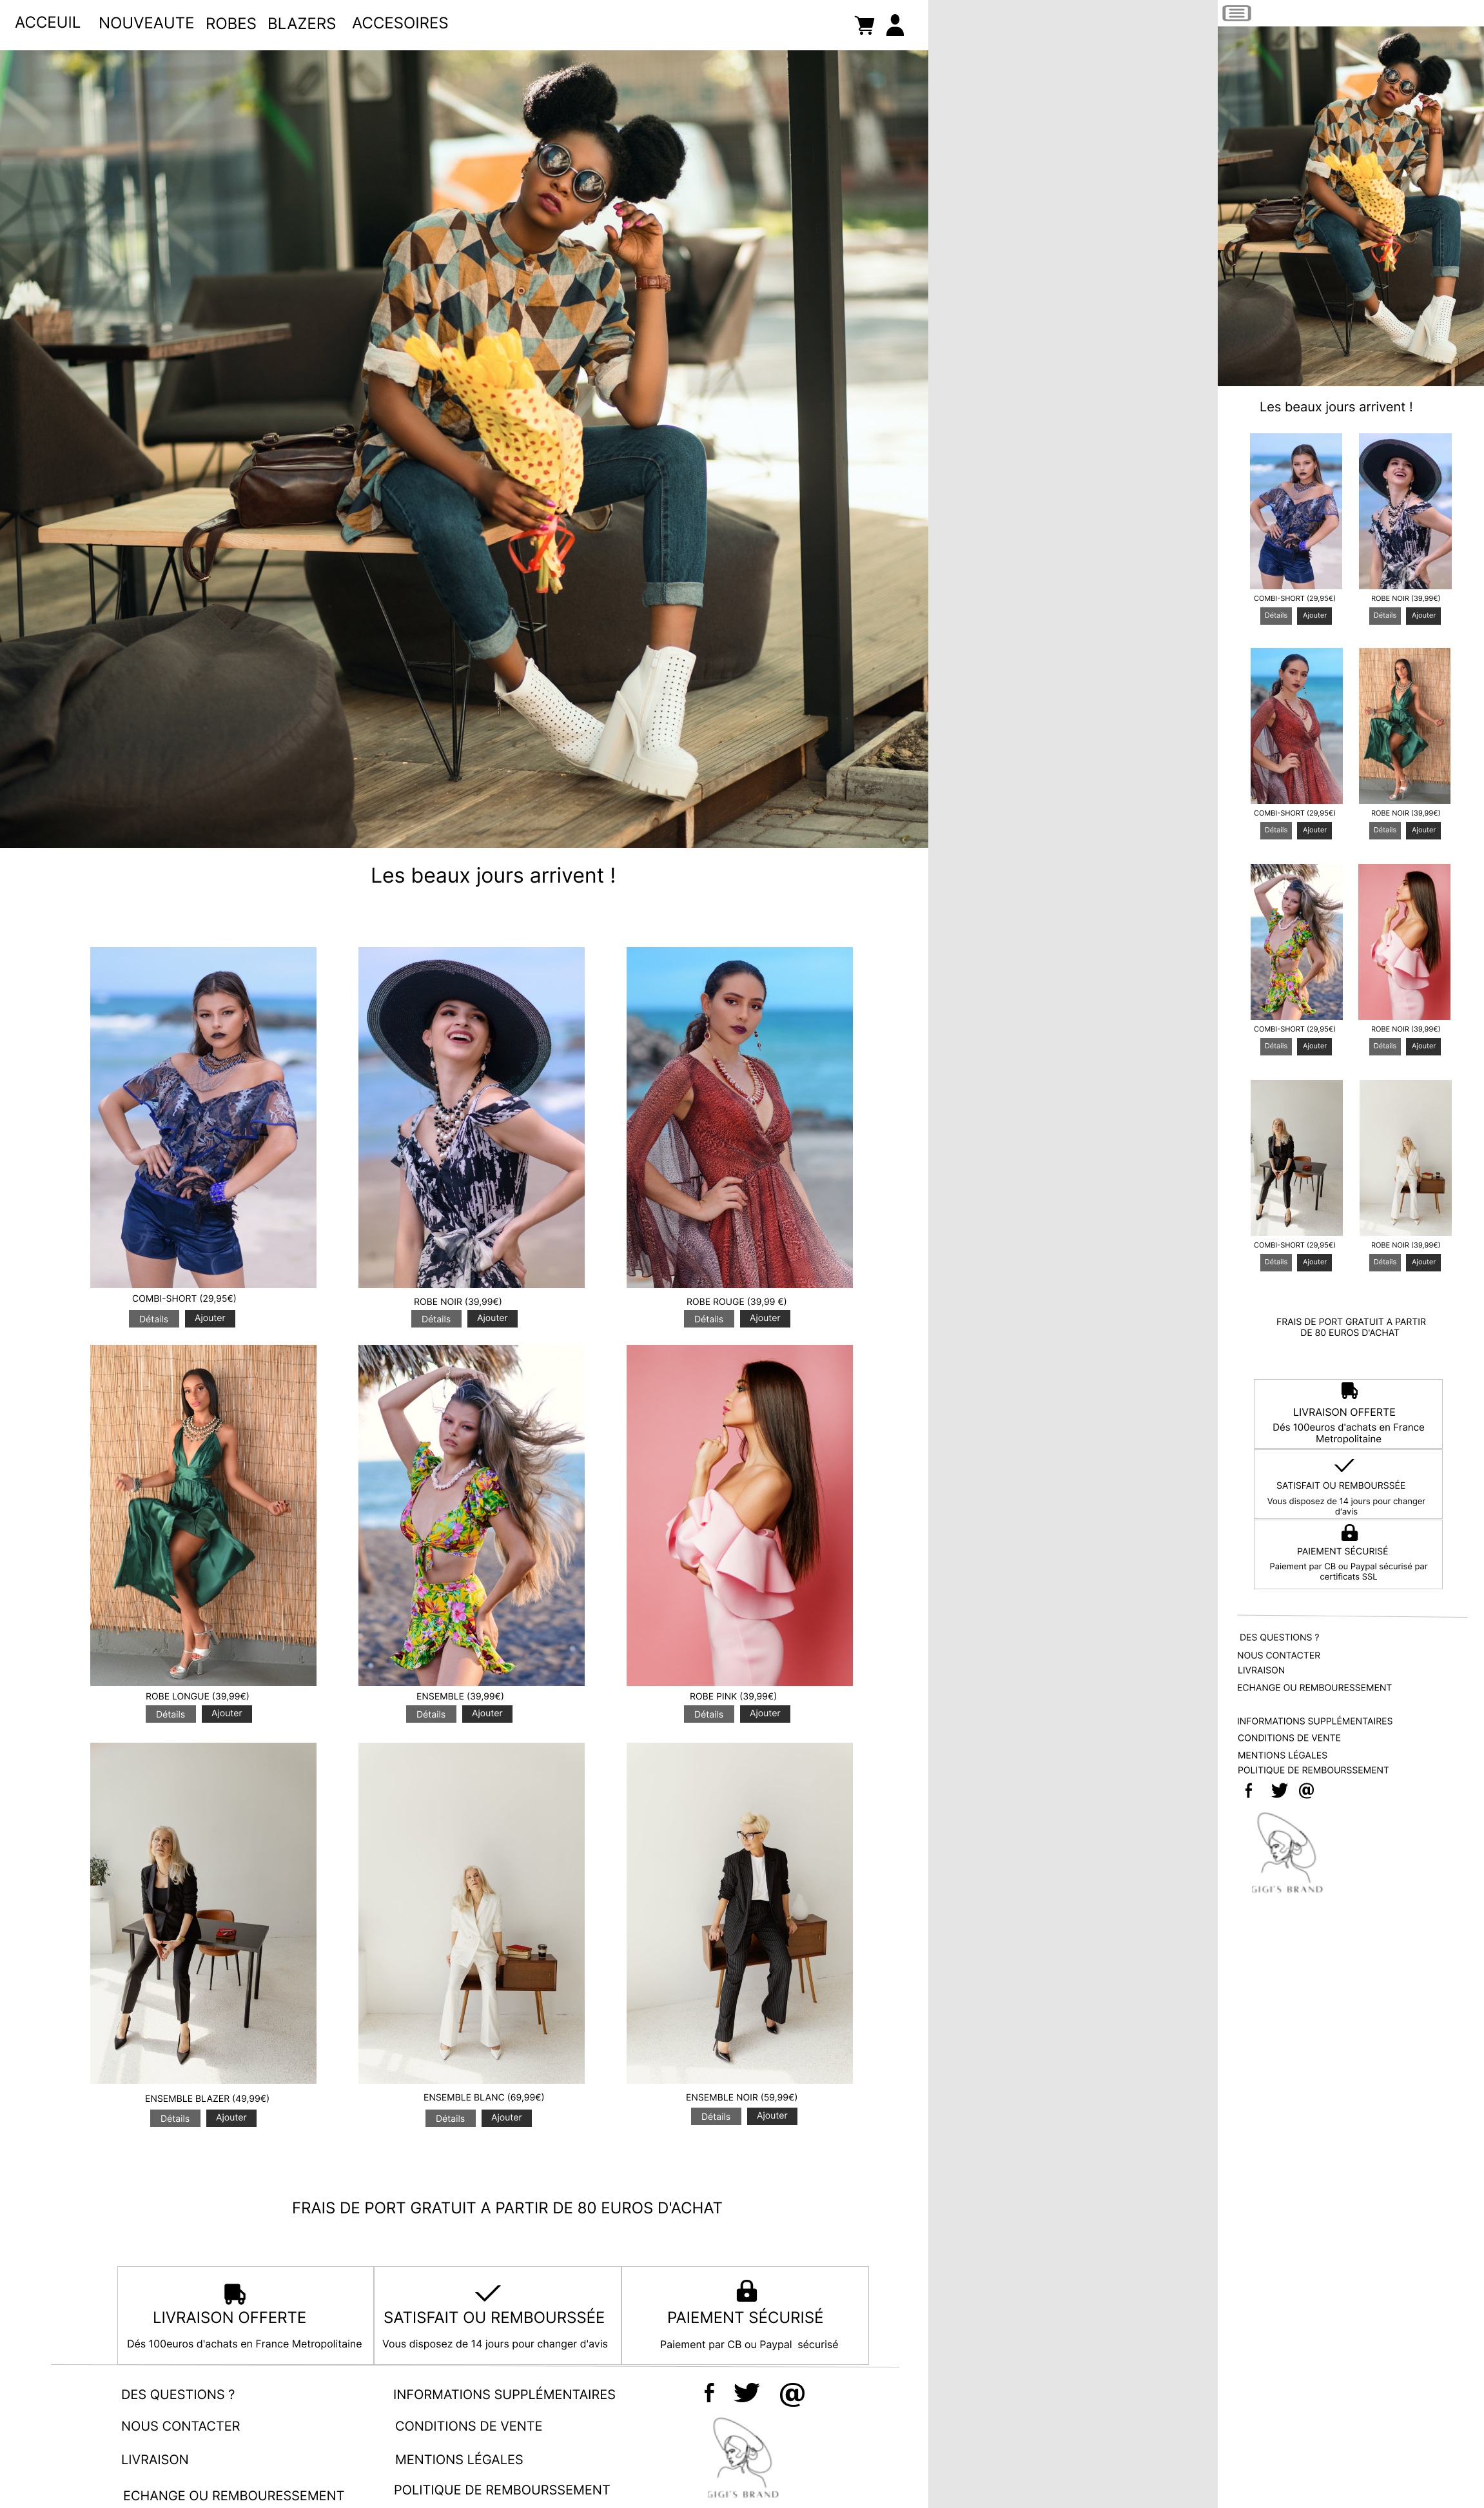 ACCEUIL NOUVEAUTE ROBES BLAZERS ACCESOIRES
Les beaux jours arrivent !
COMBI-SHORT (29,95€)
Détails Ajouter
ROBE NOIR (39,99€)
Détails Ajouter
ROBE ROUGE (39,99 €)
Détails Ajouter
ROBE LONGUE (39,99€)
Détails Ajouter
ENSEMBLE (39,99€)
Détails Ajouter
ROBE PINK (39,99€)
Détails Ajouter
ENSEMBLE BLAZER (49,99€)
Détails Ajouter
ENSEMBLE BLANC (69,99€)
Détails Ajouter
ENSEMBLE NOIR (59,99€)
Détails Ajouter
FRAIS DE PORT GRATUIT A PARTIR DE 80 EUROS D'ACHAT
LIVRAISON OFFERTE
Dés 100euros d'achats en France Metropolitaine
SATISFAIT OU REMBOURSSÉE
Vous disposez de 14 jours pour changer d'avis
PAIEMENT SÉCURISÉ
Paiement par CB ou Paypal sécurisé
DES QUESTIONS ?
NOUS CONTACTER
LIVRAISON
ECHANGE OU REMBOURESSEMENT
INFORMATIONS SUPPLÉMENTAIRES
CONDITIONS DE VENTE
MENTIONS LÉGALES
POLITIQUE DE REMBOURSSEMENT
f @
GIGI'S BRAND
Les beaux jours arrivent !
COMBI-SHORT (29,95€)
Détails Ajouter
ROBE NOIR (39,99€)
Détails Ajouter
COMBI-SHORT (29,95€)
Détails Ajouter
ROBE NOIR (39,99€)
Détails Ajouter
COMBI-SHORT (29,95€)
Détails Ajouter
ROBE NOIR (39,99€)
Détails Ajouter
COMBI-SHORT (29,95€)
Détails Ajouter
ROBE NOIR (39,99€)
Détails Ajouter
FRAIS DE PORT GRATUIT A PARTIR
DE 80 EUROS D'ACHAT
LIVRAISON OFFERTE
Dés 100euros d'achats en France
Metropolitaine
SATISFAIT OU REMBOURSSÉE
Vous disposez de 14 jours pour changer
d'avis
PAIEMENT SÉCURISÉ
Paiement par CB ou Paypal sécurisé par
certificats SSL
DES QUESTIONS ?
NOUS CONTACTER
LIVRAISON
ECHANGE OU REMBOURESSEMENT
INFORMATIONS SUPPLÉMENTAIRES
CONDITIONS DE VENTE
MENTIONS LÉGALES
POLITIQUE DE REMBOURSSEMENT
f @
GIGI'S BRAND